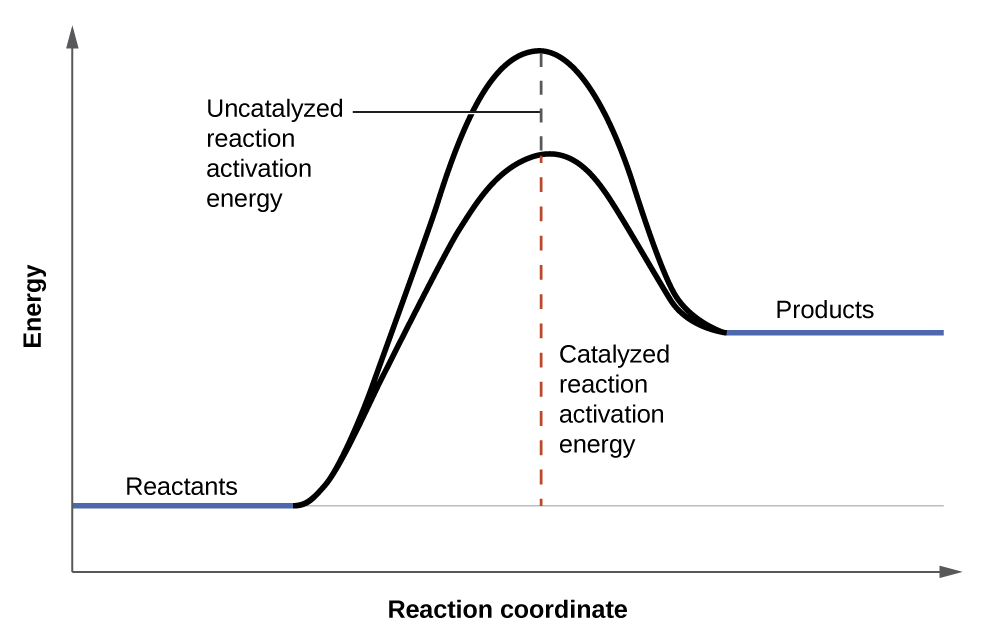 Uncatalyzed
reaction
activation
energy
Energy
Products
Catalyzed
reaction
activation
energy
Reactants
Reaction coordinate